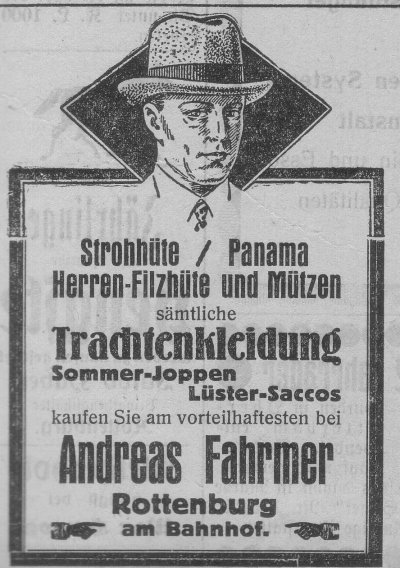 Strohhüte / Panama
Herren-Filzhüte und Mützen
sämtliche
Trachtenkleidung
Sommer-Joppen
Lüster-Saccos
kaufen Sie am vorteilhaftesten bei
Andreas Fahrmer
Rottenburg
am Bahnhof.